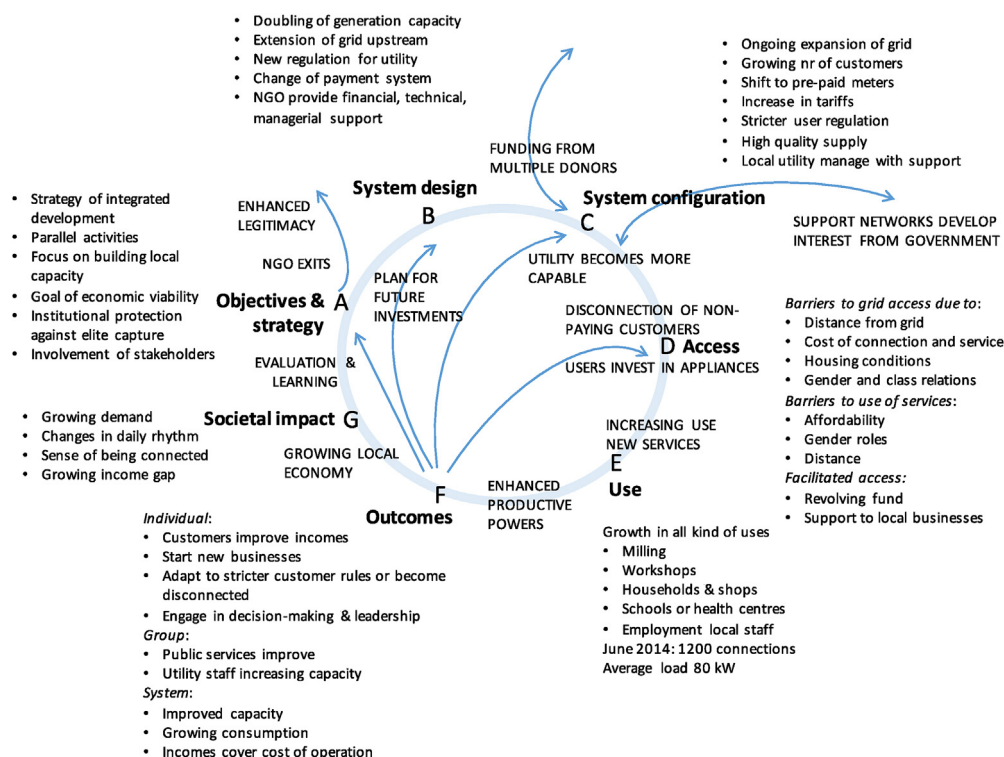 • Doubling of generation capacity
• Extension of grid upstream
• New regulation for utility
• Change of payment system
• NGO provide financial, technical,
managerial support
• Ongoing expansion of grid
• Growing nr of customers
• Shift to pre-paid meters
• Increase in tariffs
• Stricter user regulation
• High quality supply
• Local utility manage with support
FUNDING FROM
MULTIPLE DONORS
System design
B
System configuration
C
ENHANCED
LEGITIMACY
NGO EXITS
SUPPORT NETWORKS DEVELOP
INTEREST FROM GOVERNMENT
• Strategy of integrated
development
• Parallel activities
• Focus on building local
capacity
• Goal of economic viability
• Institutional protection
against elite capture
• Involvement of stakeholders
UTILITY BECOMES MORE
CAPABLE
PLAN FOR
FUTURE
INVESTMENTS
Objectives &
strategy
A
DISCONNECTION OF NON-
PAYING CUSTOMERS
D Access
USERS INVEST IN APPLIANCES
Barriers to grid access due to:
• Distance from grid
• Cost of connection and service
• Housing conditions
• Gender and class relations
Barriers to use of services:
• Affordability
• Gender roles
• Distance
Facilitated access:
• Revolving fund
• Support to local businesses
EVALUATION &
LEARNING
Societal impact G
• Growing demand
• Changes in daily rhythm
• Sense of being connected
• Growing income gap
GROWING LOCAL
ECONOMY
INCREASING USE
NEW SERVICES
E
Use
F
Outcomes
ENHANCED
PRODUCTIVE
POWERS
Individual:
• Customers improve incomes
• Start new businesses
• Adapt to stricter customer rules or become
disconnected
• Engage in decision-making & leadership
Group:
• Public services improve
• Utility staff increasing capacity
System:
• Improved capacity
• Growing consumption
• Incomes cover cost of operation
Growth in all kind of uses
• Milling
• Workshops
• Households & shops
• Schools or health centres
• Employment local staff
June 2014: 1200 connections
Average load 80 kW